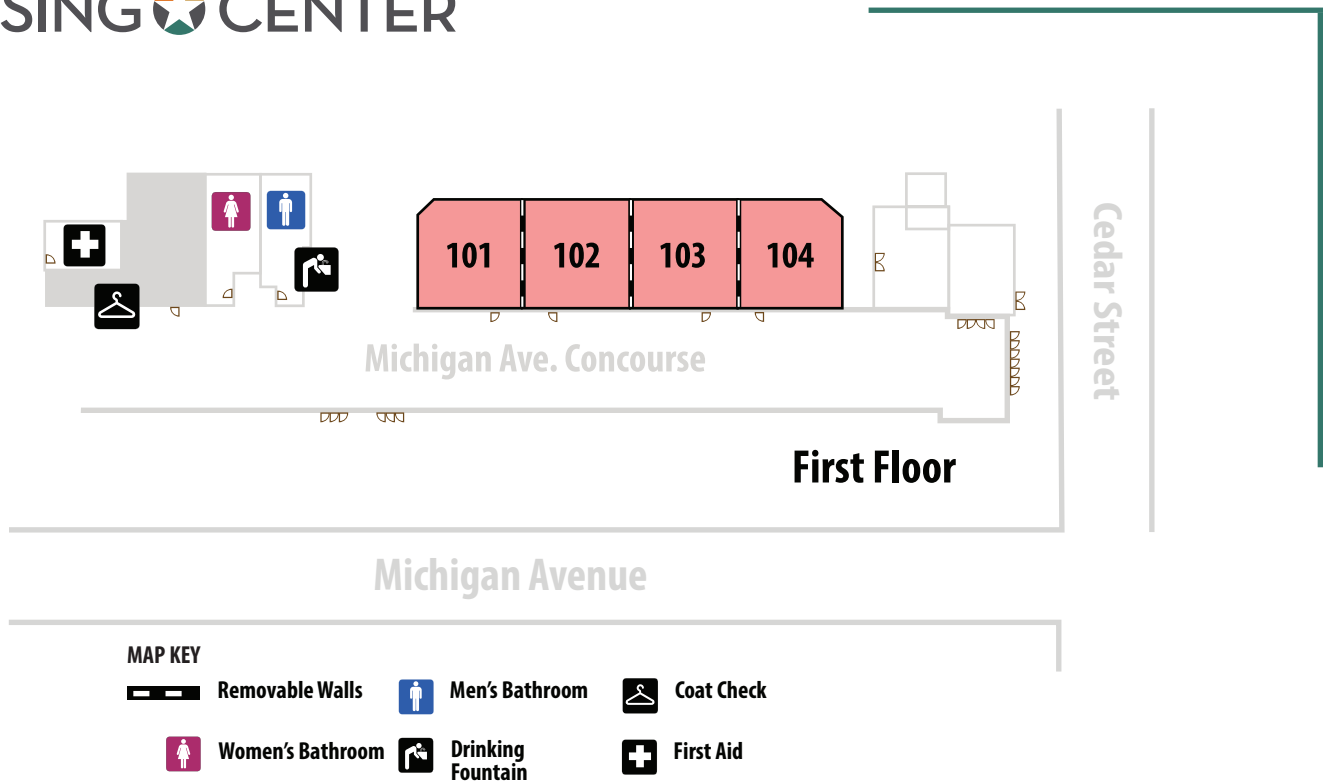 SING CENTER
101
102
103
104
Michigan Ave. Concourse
Cedar Street
First Floor
Michigan Avenue
MAP KEY
Removable Walls
Men's Bathroom
Coat Check
Women's Bathroom
Drinking
Fountain
First Aid